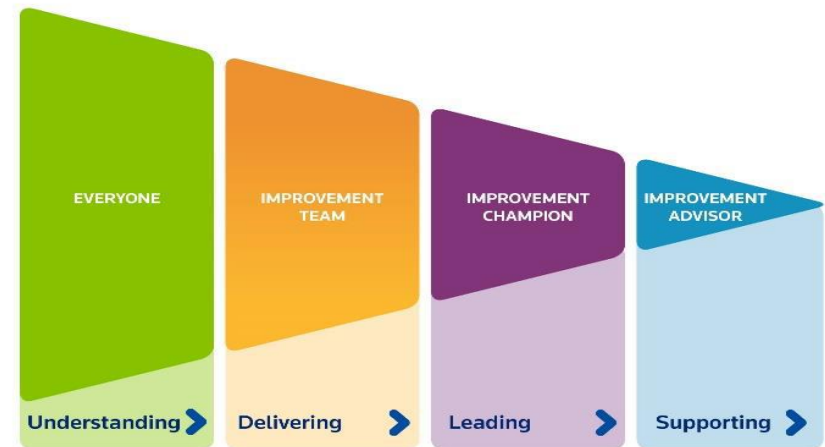 EVERYONE
IMPROVEMENT
TEAM
IMPROVEMENT
CHAMPION
IMPROVEMENT
ADVISOR
Understanding
Delivering
Leading
Supporting